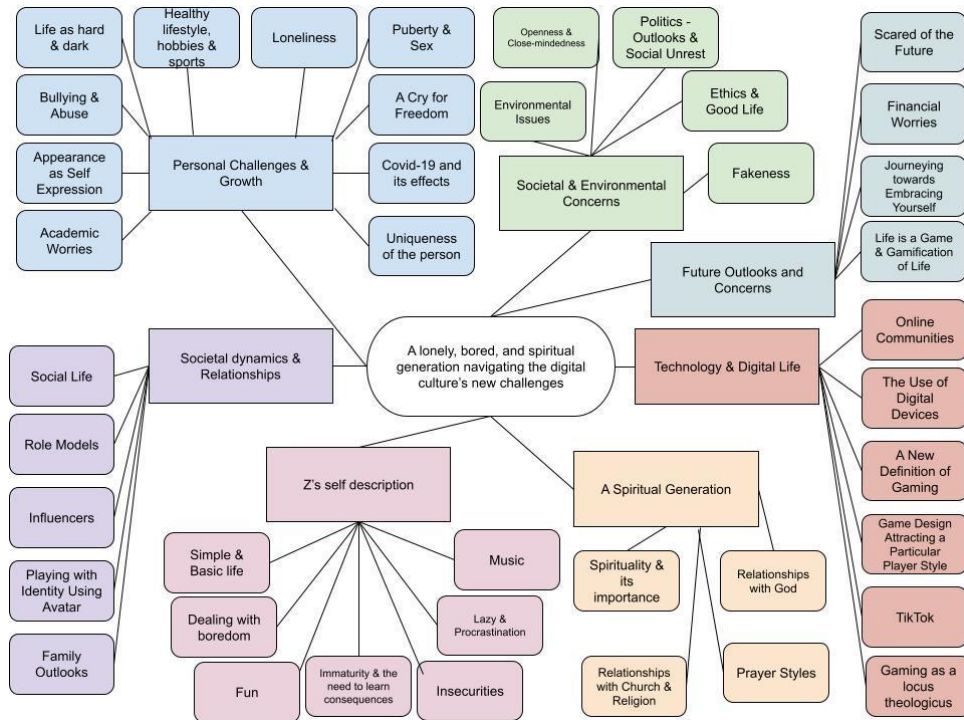 Life as hard
& dark
Healthy
lifestyle,
hobbies &
sports
Loneliness
Puberty &
Sex
Bullying &
Abuse
A Cry for
Freedom
Appearance
as Self
Expression
Personal Challenges &
Growth
Covid-19 and
its effects
Academic
Worries
Uniqueness
of the person
Openness &
Close-mindedness
Politics -
Outlooks &
Social Unrest
Environmental
Issues
Ethics &
Good Life
Societal & Environmental
Concerns
Fakeness
Scared of the
Future
Financial
Worries
Journeying
towards
Embracing
Yourself
Life is a Game
& Gamification
of Life
Future Outlooks and
Concerns
Societal dynamics &
Relationships
A lonely, bored, and spiritual
generation navigating the digital
culture's new challenges
Technology & Digital Life
Online
Communities
The Use of
Digital
Devices
A New
Definition of
Gaming
Game Design
Attracting a
Particular
Player Style
TikTok
Gaming as a
locus
theologicus
Social Life
Role Models
Influencers
Playing with
Identity Using
Avatar
Family
Outlooks
Z's self description
Simple &
Basic life
Music
Dealing with
boredom
Lazy &
Procrastination
Fun
Immaturity & the
need to learn
consequences
Insecurities
A Spiritual Generation
Spirituality &
its
importance
Relationships
with God
Relationships
with Church &
Religion
Prayer Styles